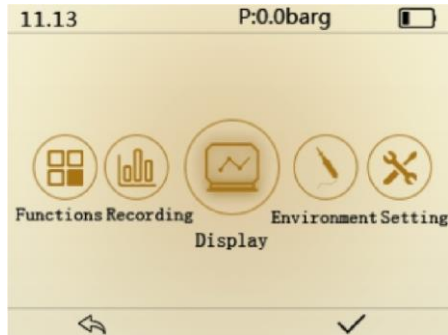 11.13 P:0.0barg
Functions Recording Environment Setting
Display